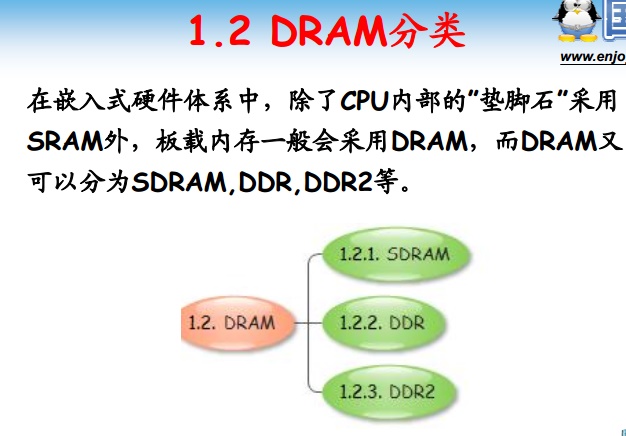 1.2 DRAM分类
www.enjo
在嵌入式硬件体系中，除了CPU内部的"垫脚石"采用
SRAM外，板载内存一般会采用DRAM，而DRAM又
可以分为SDRAM,DDR,DDR2等。
1.2.1. SDRAM
1.2. DRAM
1.2.2. DDR
1.2.3. DDR2